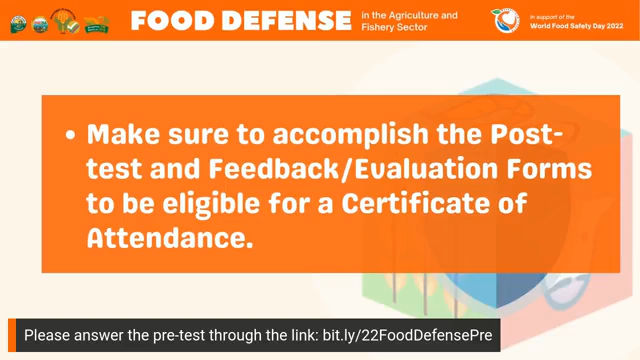 FOOD DEFENSE
in the Agriculture and
Fishery Sector
in support of the
World Food Safety Day 2022
• Make sure to accomplish the Post-
test and Feedback/Evaluation Forms
to be eligible for a Certificate of
Attendance.
Please answer the pre-test through the link: bit.ly/22FoodDefensePre